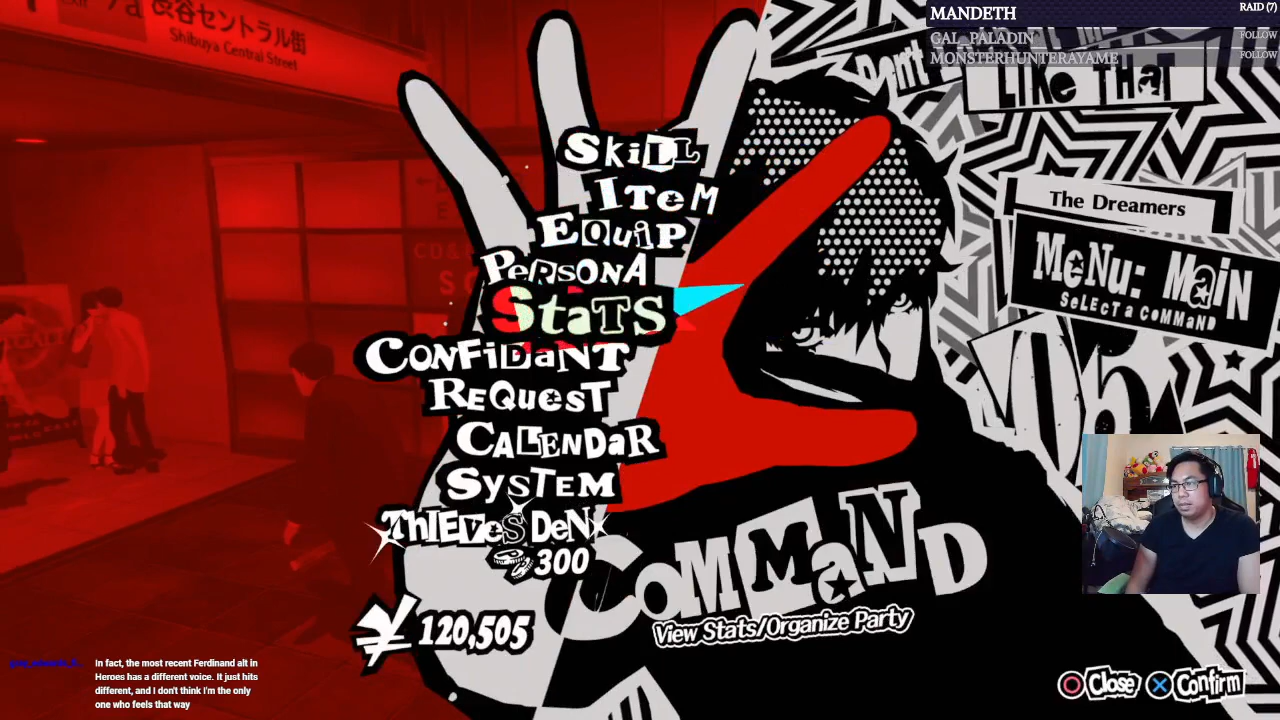 渋谷セントラル街
Shibuya Central Street
MANDETH
RAID (7)
GAL_PALADIN
FOLLOW
MONSTERHUNTERAYAME
FOLLOW
LIKE THAT
The Dreamers
MeNu: MaiN
SeLECT a COMMaND
SkiLL
ITeM
EQuiP
PeRSONA
StaTS
CONFiDaNT
REQuesT
CALENDaR
SYSTEM
THIEVeS DeN
300
¥ 120,505
COMMaND
View Stats/Organize Party
Close
Confirm
In fact, the most recent Ferdinand alt in
Heroes has a different voice. It just hits
different, and I don't think I'm the only
one who feels that way